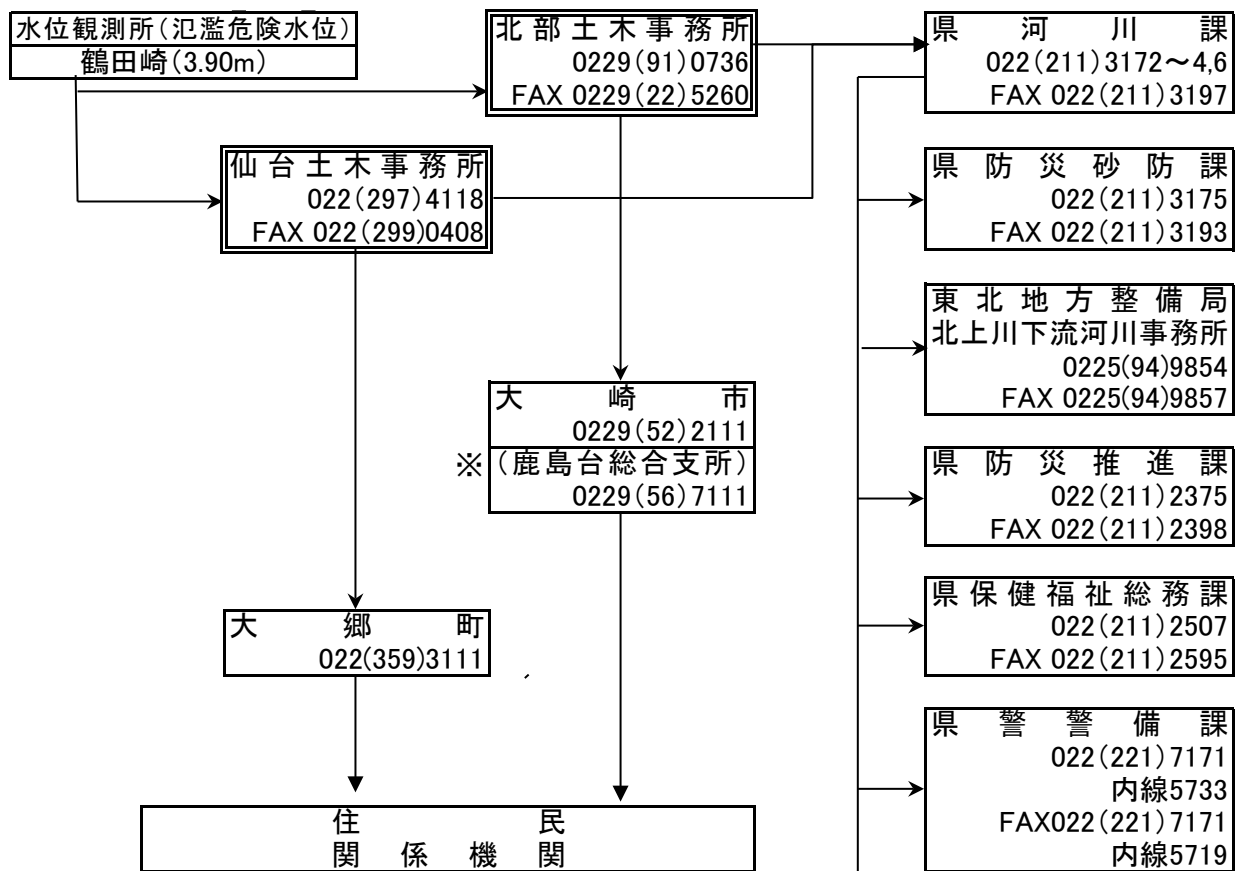 水位観測所(氾濫危険水位)
鶴田崎(3.90m)
北部土木事務所
0229(91)0736
FAX 0229(22)5260
県河川課
022(211)3172~4,6
FAX 022(211)3197
仙台土木事務所
022(297)4118
FAX 022(299)0408
県防災砂防課
022(211)3175
FAX 022(211)3193
東北地方整備局
北上川下流河川事務所
0225(94)9854
FAX 0225(94)9857
大崎市
0229(52)2111
※(鹿島台総合支所)
0229(56)7111
県防災推進課
022(211)2375
FAX 022(211)2398
大郷町
022(359)3111
県保健福祉総務課
022(211)2507
FAX 022(211)2595
県警警備課
022(221)7171
内線5733
FAX022(221)7171
内線5719
住民
関係機関